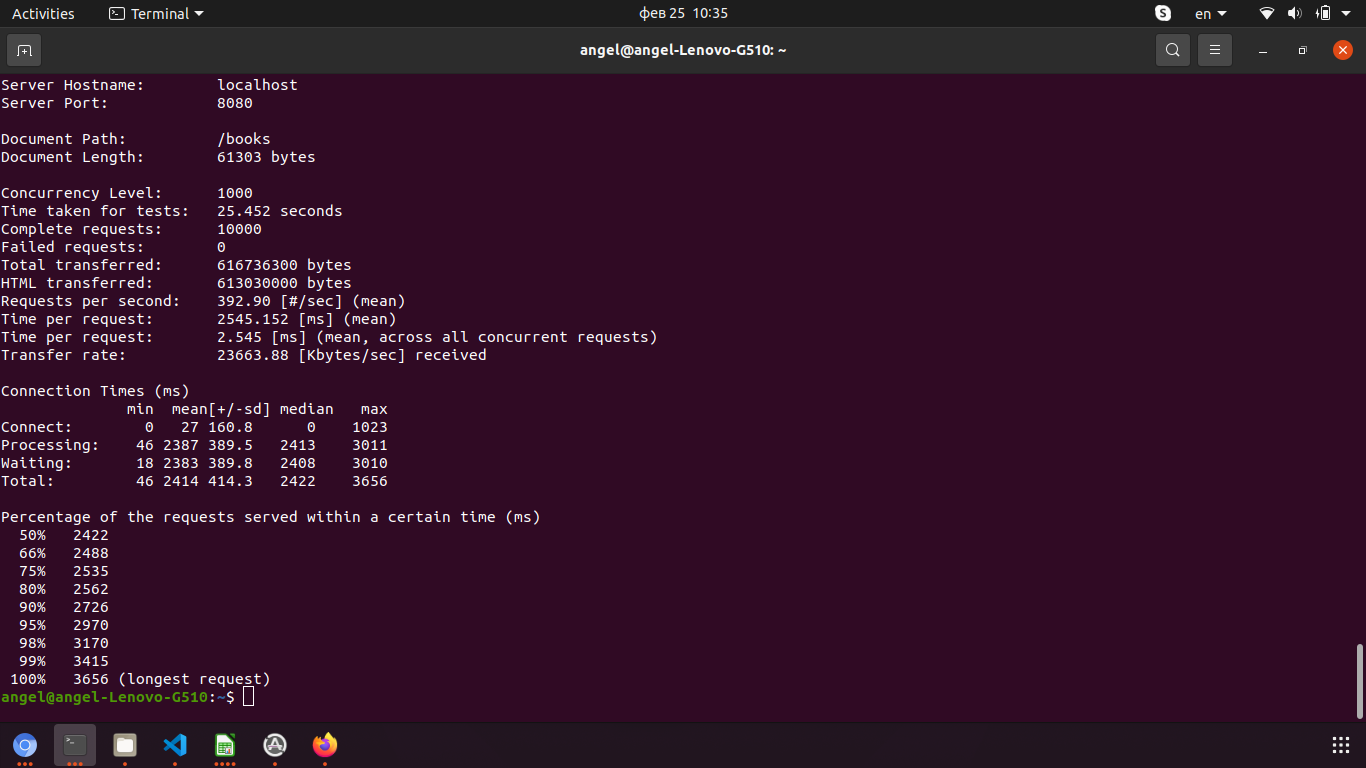 Activities
Terminal
фев 25 10:35
en
angel@angel-Lenovo-G510: ~
Server Hostname:        localhost
Server Port:            8080
Document Path:          /books
Document Length:        61303 bytes
Concurrency Level:      1000
Time taken for tests:   25.452 seconds
Complete requests:      10000
Failed requests:        0
Total transferred:      616736300 bytes
HTML transferred:       613030000 bytes
Requests per second:    392.90 [#/sec] (mean)
Time per request:       2545.152 [ms] (mean)
Time per request:       2.545 [ms] (mean, across all concurrent requests)
Transfer rate:          23663.88 [Kbytes/sec] received
Connection Times (ms)
              min  mean[+/-sd] median   max
Connect:        0   27 160.8      0    1023
Processing:    46 2387 389.5   2413    3011
Waiting:       18 2383 389.8   2408    3010
Total:         46 2414 414.3   2422    3656
Percentage of the requests served within a certain time (ms)
  50%   2422
  66%   2488
  75%   2535
  80%   2562
  90%   2726
  95%   2970
  98%   3170
  99%   3415
 100%   3656 (longest request)
angel@angel-Lenovo-G510:~$